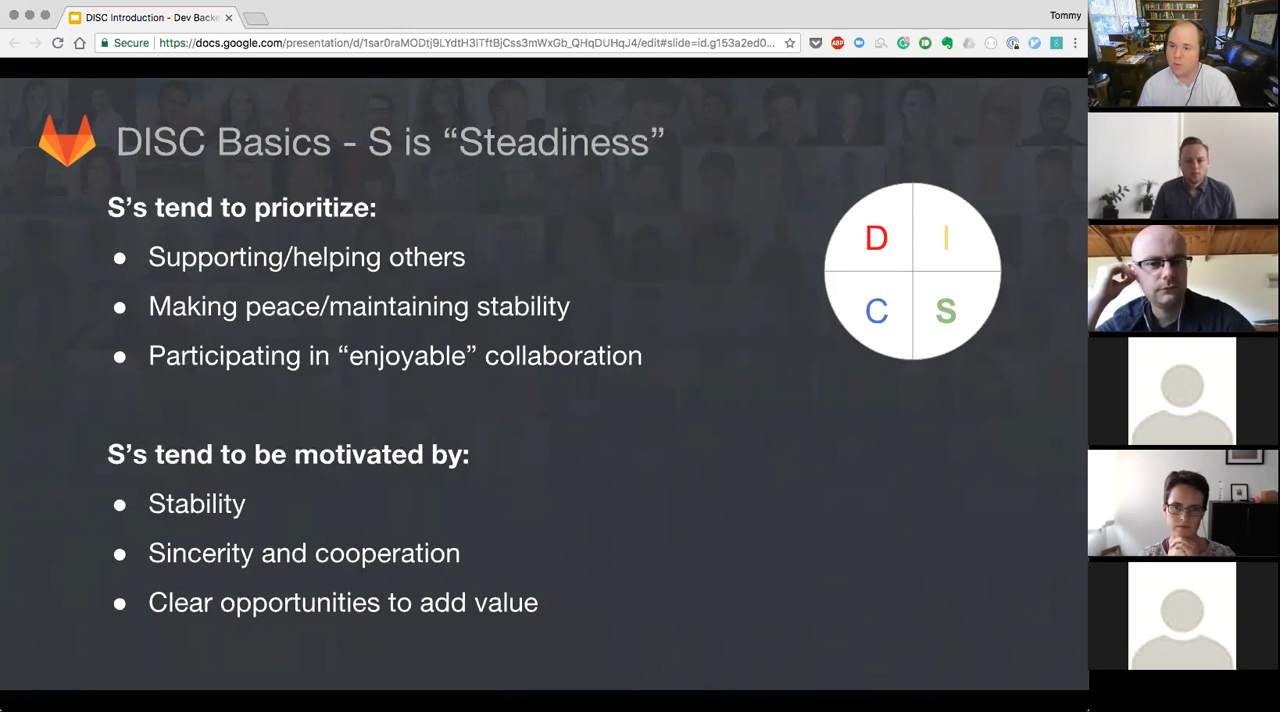 DISC Introduction - Dev Backe
Tommy
Secure
https://docs.google.com/presentation/d/1sar0raMzDtj9LYdtH3iTftBjCss3mWxGb_QHqDUHqJ4/edit#slide=id.g153a2ed0...
ABP
DISC Basics - S is “Steadiness”
S’s tend to prioritize:
● Supporting/helping others
● Making peace/maintaining stability
● Participating in “enjoyable” collaboration
D I
C S
S’s tend to be motivated by:
● Stability
● Sincerity and cooperation
● Clear opportunities to add value